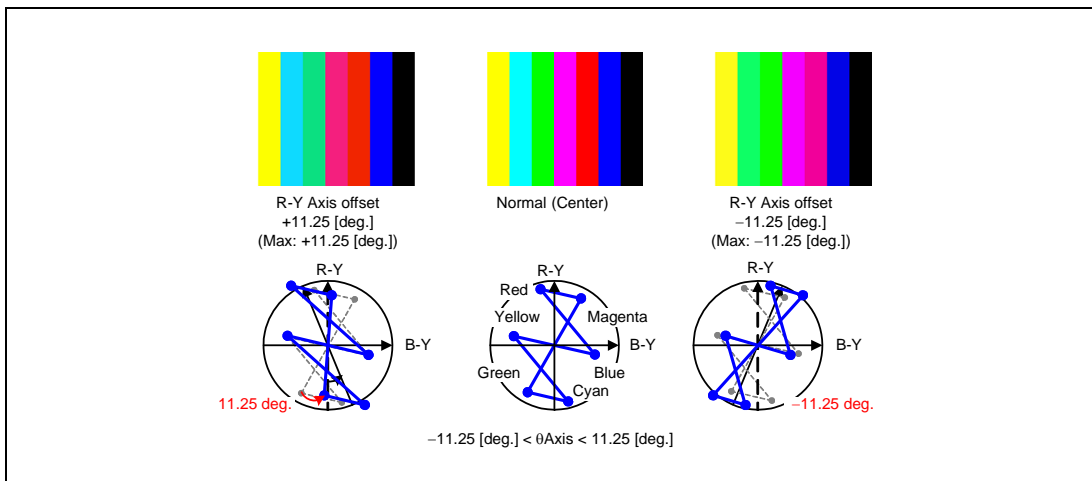 R-Y Axis offset
+11.25 [deg.]
(Max: +11.25 [deg.])
Normal (Center)
R-Y Axis offset
−11.25 [deg.]
(Max: −11.25 [deg.])
R-Y
B-Y
11.25 deg.
R-Y
Red
Yellow
Magenta
B-Y
Green
Blue
Cyan
R-Y
B-Y
−11.25 deg.
−11.25 [deg.] < θAxis < 11.25 [deg.]